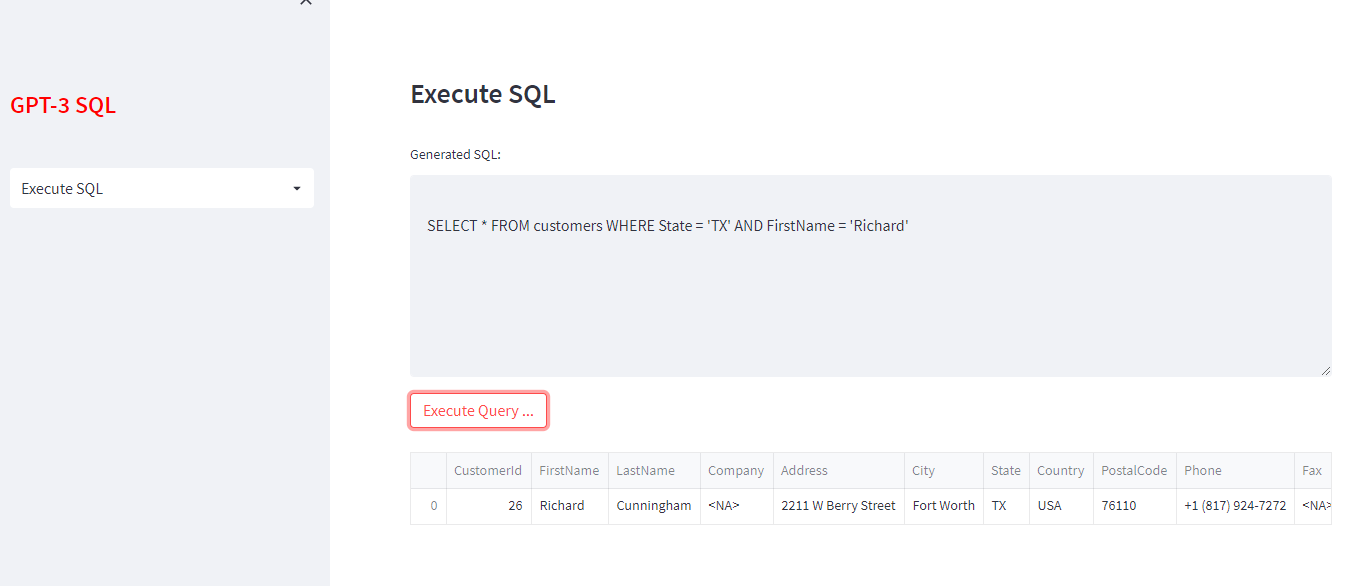 GPT-3 SQL
Execute SQL
Execute SQL
Generated SQL:
SELECT * FROM customers WHERE State = 'TX' AND FirstName = 'Richard'
Execute Query ...
CustomerId FirstName LastName Company Address City State Country PostalCode Phone Fax
0 26 Richard Cunningham <NA> 2211 W Berry Street Fort Worth TX USA 76110 +1 (817) 924-7272 <NA>